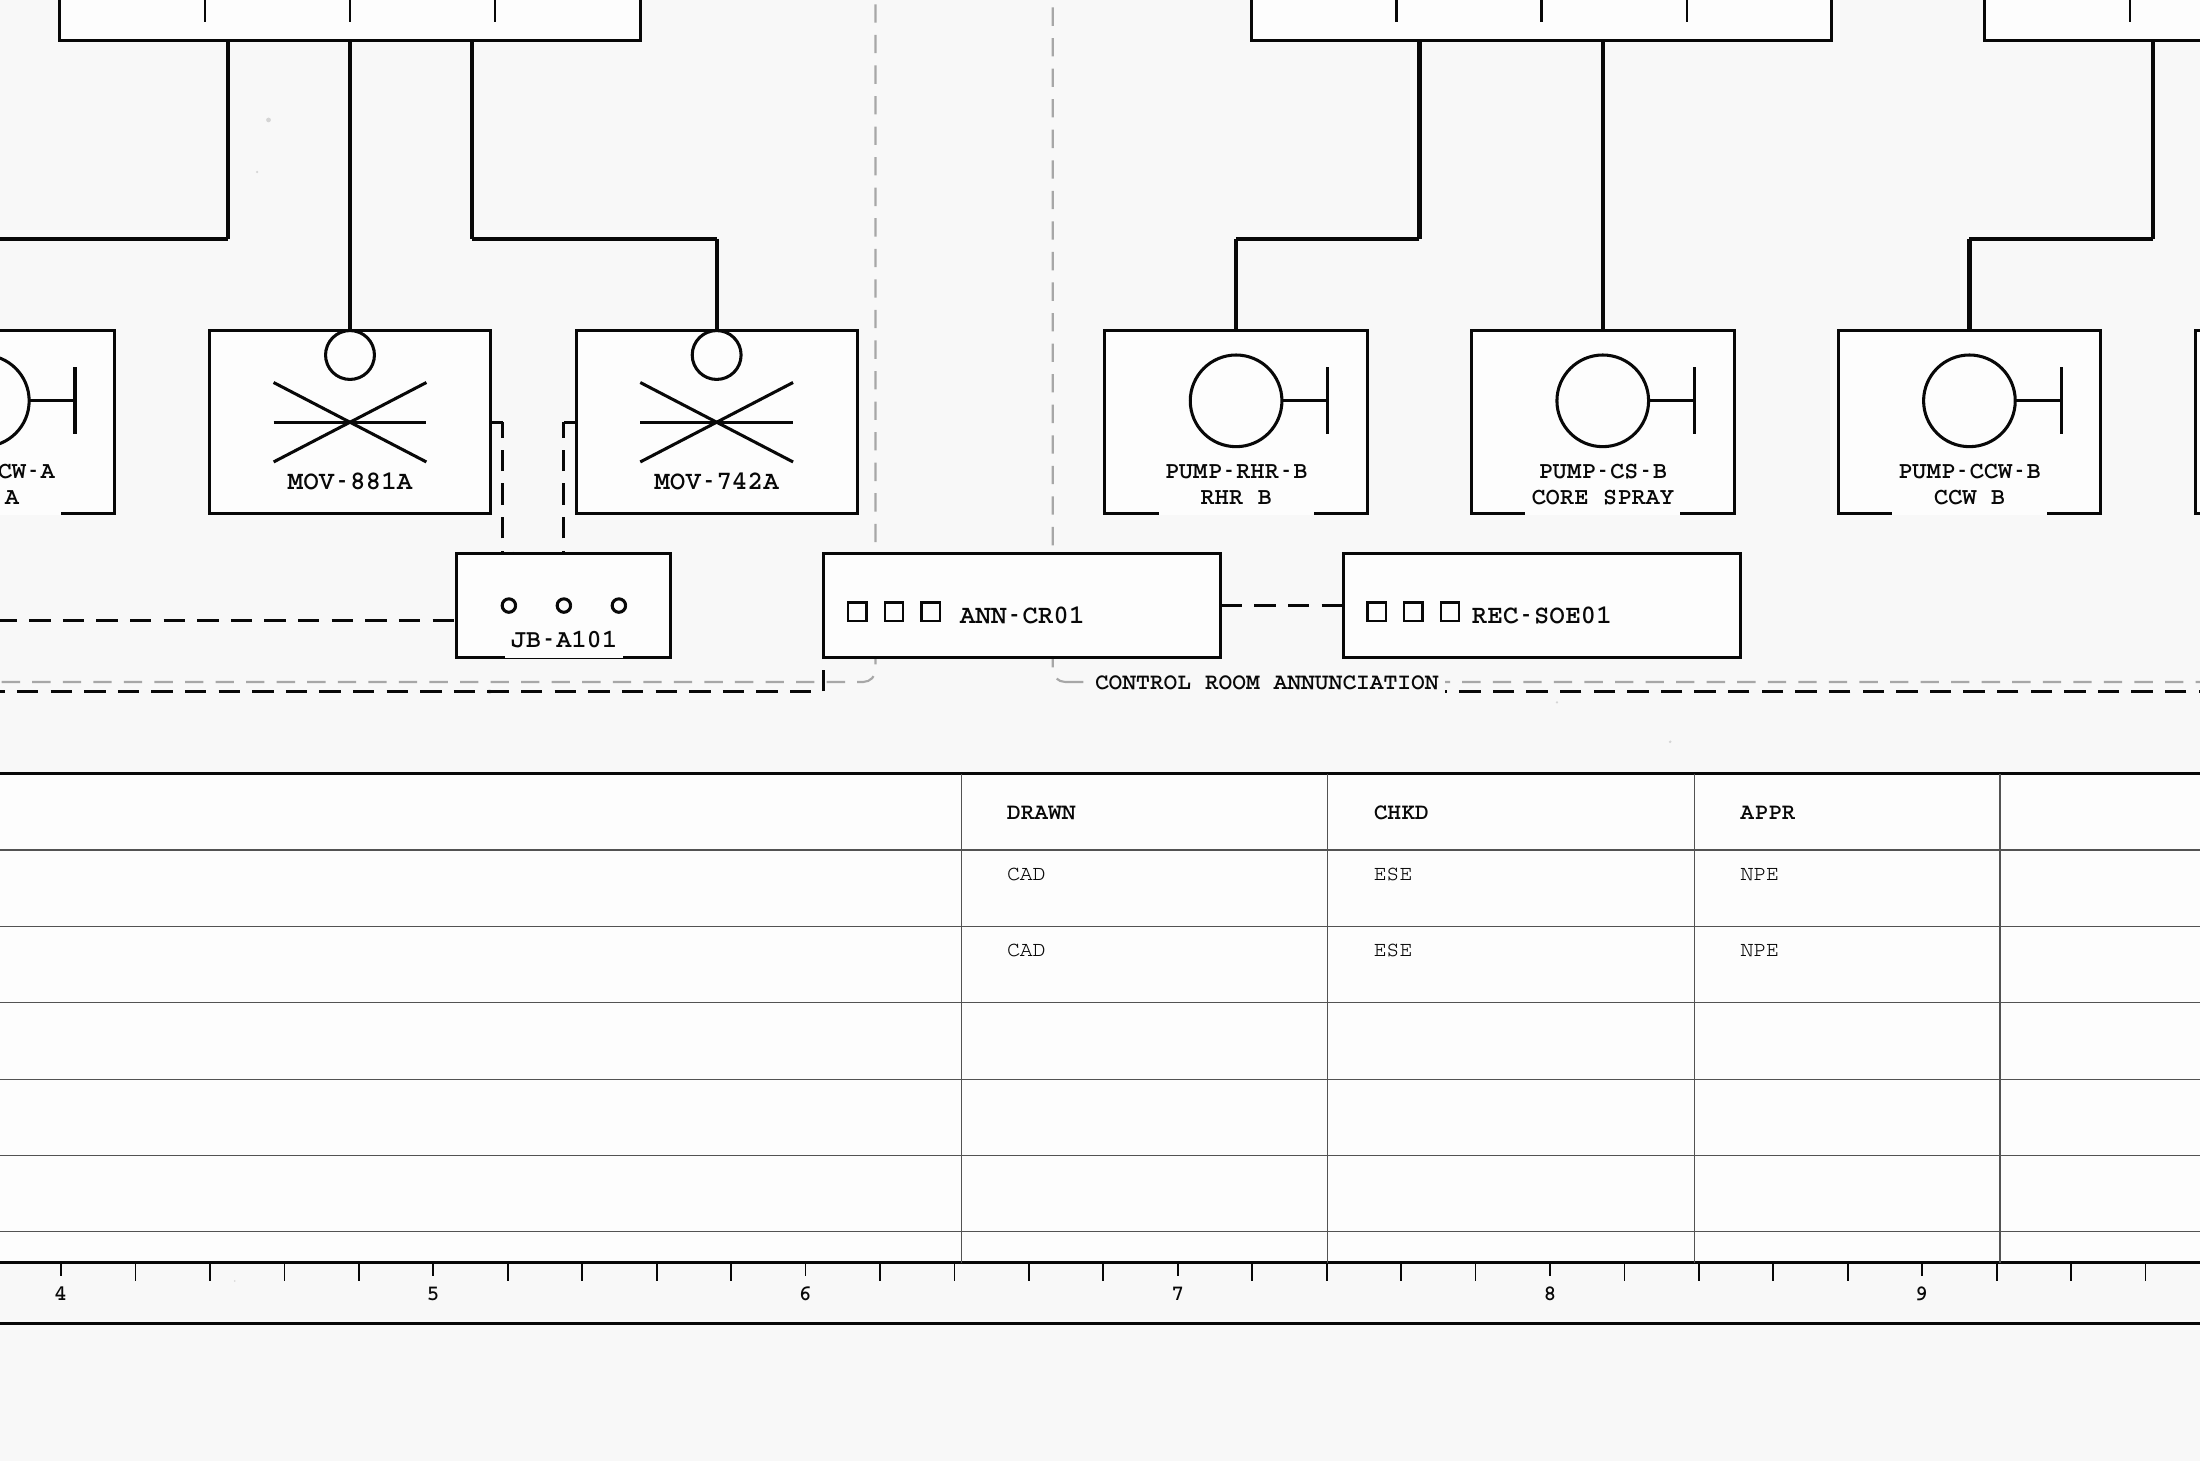 CW-A
A
MOV-881A
MOV-742A
PUMP-RHR-B
RHR B
PUMP-CS-B
CORE SPRAY
PUMP-CCW-B
CCW B
JB-A101
ANN-CR01
REC-SOE01
CONTROL ROOM ANNUNCIATION
DRAWN CHKD APPR
CAD ESE NPE
CAD ESE NPE
4 5 6 7 8 9